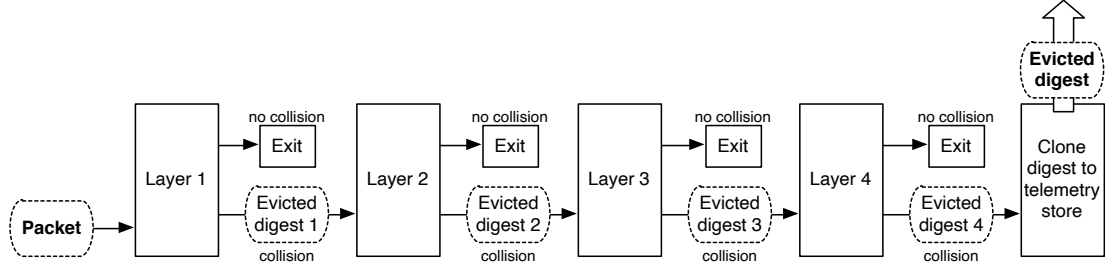 Packet
Layer 1
no collision
Exit
Evicted
digest 1
collision
Layer 2
no collision
Exit
Evicted
digest 2
collision
Layer 3
no collision
Exit
Evicted
digest 3
collision
Layer 4
no collision
Exit
Evicted
digest 4
collision
Evicted
digest
Clone
digest to
telemetry
store